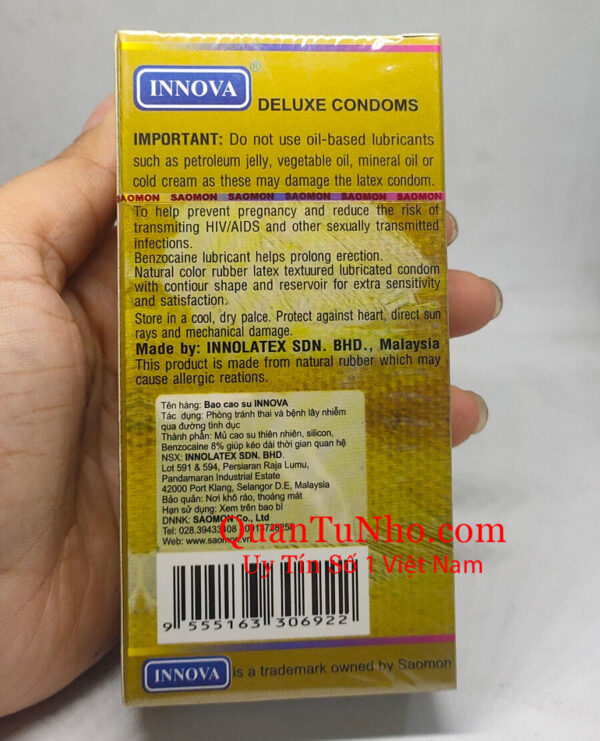 INNOVA®
DELUXE CONDOMS
IMPORTANT: Do not use oil-based lubricants
such as petroleum jelly, vegetable oil, mineral oil or
cold cream as these may damage the latex condom.
SAOMON SAOMON SAOMON SAOMON SAOMON
To help prevent pregnancy and reduce the risk of
transmiting HIV/AIDS and other sexually transmitted
infections.
Benzocaine lubricant helps prolong erection.
Natural color rubber latex textuured lubricated condom
with contiour shape and reservoir for extra sensitivity
and satisfaction.
Store in a cool, dry palce. Protect against heart, direct sun
rays and mechanical damage.
Made by: INNOLATEX SDN. BHD., Malaysia
This product is made from natural rubber which may
cause allergic reations.
Tên hàng: Bao cao su INNOVA
Tác dụng: Phòng tránh thai và bệnh lây nhiễm
qua đường tình dục
Thành phần: Mủ cao su thiên nhiên, silicon,
Benzocaine 8% giúp kéo dài thời gian quan hệ
NSX: INNOLATEX SDN. BHD.
Lot 591 & 594, Persiaran Raja Lumu,
Pandamaran Industrial Estate
42000 Port Klang, Selangor D.E, Malaysia
Bảo quản: Nơi khô ráo, thoáng mát
Hạn sử dụng: Xem trên bao bì
DNNK: SAOMON Co., Ltd
Tel: 028.39433
Web: www.saomon.vn
QuanTuNho.com
Uy Tín Số 1 Việt Nam
9 555163 306922
INNOVA is a trademark owned by Saomon